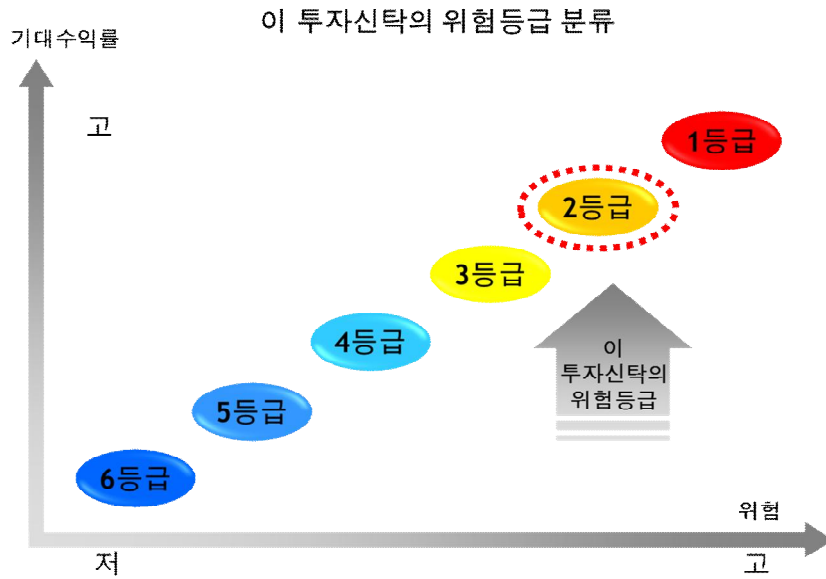 이 투자신탁의 위험등급 분류
기대수익률
고
1등급
2등급
3등급
4등급
이
투자신탁의
위험등급
5등급
6등급
위험
저
고